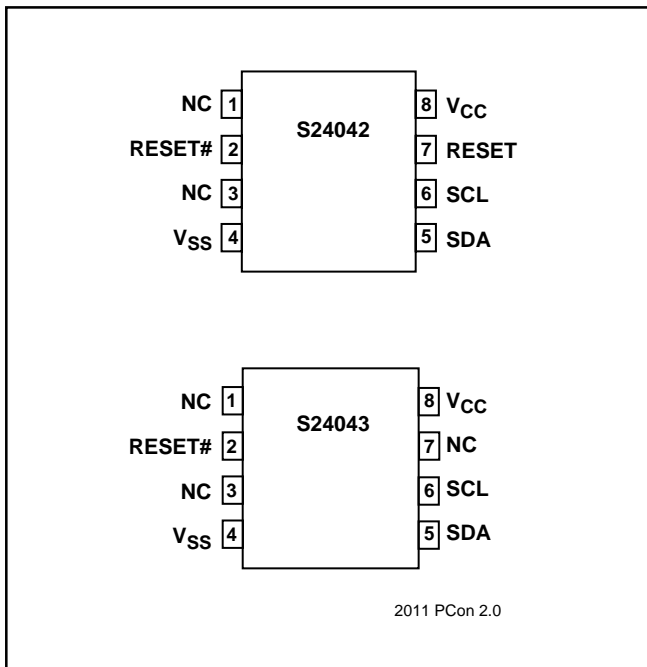 NC 1 8 VCC
S24042
RESET# 2 7 RESET
NC 3 6 SCL
VSS 4 5 SDA
NC 1 8 VCC
S24043
RESET# 2 7 NC
NC 3 6 SCL
VSS 4 5 SDA
2011 PCon 2.0